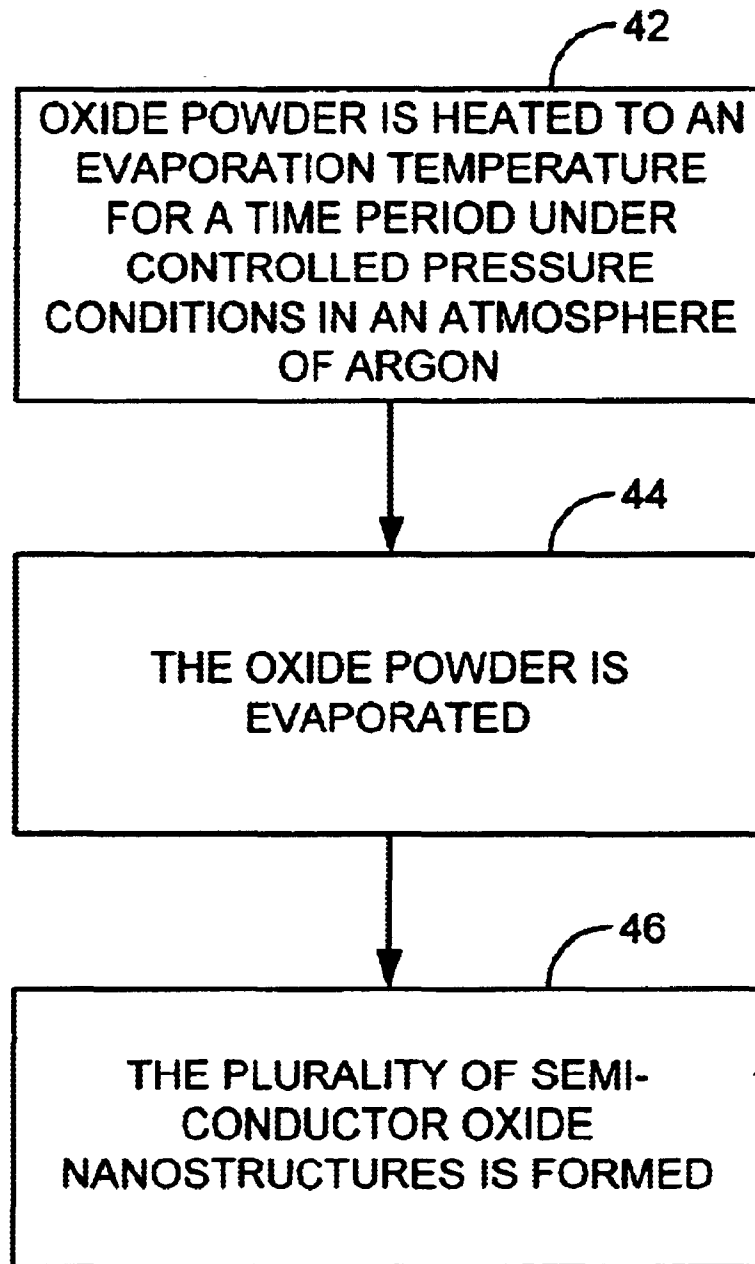 42
OXIDE POWDER IS HEATED TO AN
EVAPORATION TEMPERATURE
FOR A TIME PERIOD UNDER
CONTROLLED PRESSURE
CONDITIONS IN AN ATMOSPHERE
OF ARGON
44
THE OXIDE POWDER IS
EVAPORATED
46
THE PLURALITY OF SEMI-
CONDUCTOR OXIDE
NANOSTRUCTURES IS FORMED